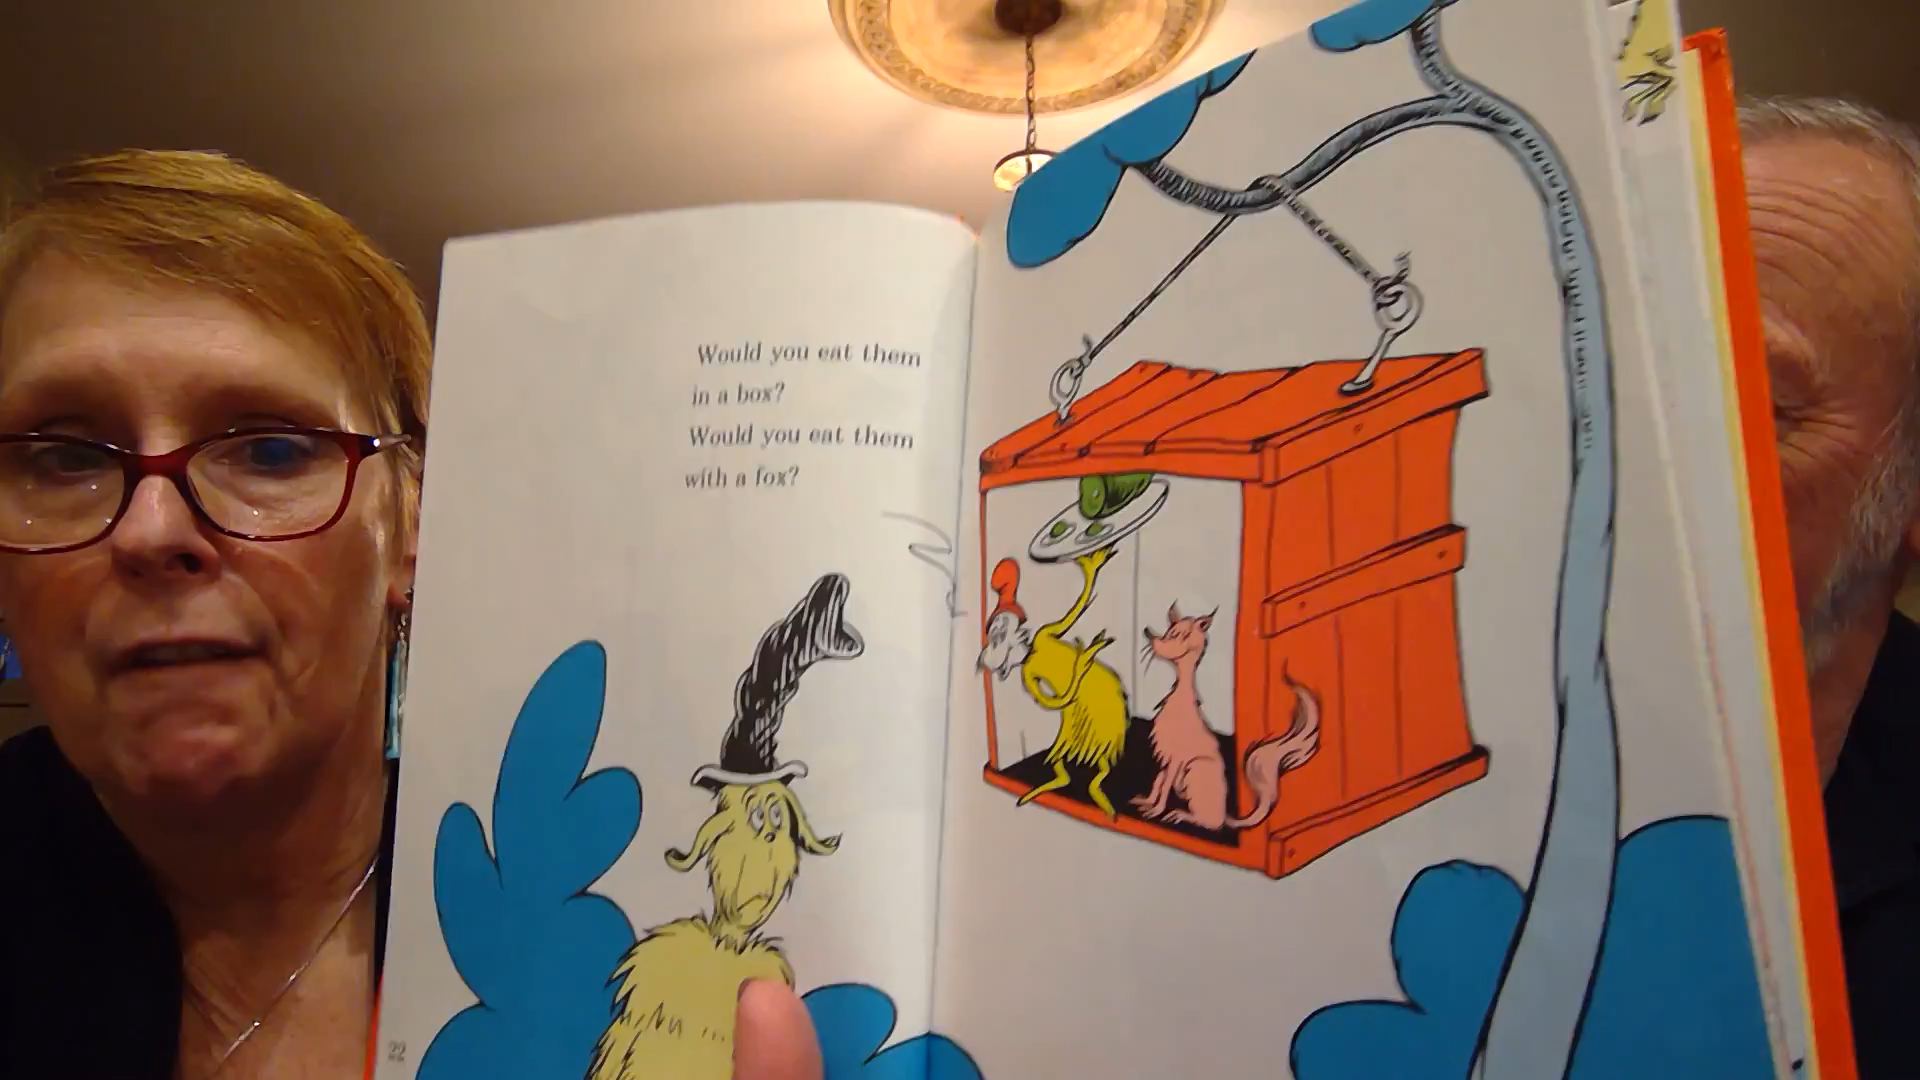 Would you eat them
in a box?
Would you eat them
with a fox?
22